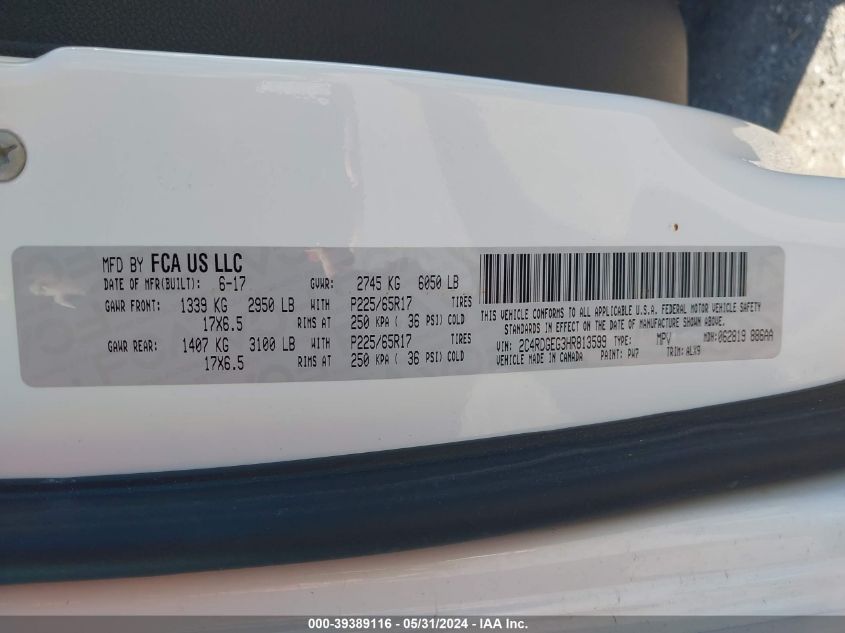 MFD BY FCA US LLC
DATE OF MFR(BUILT): 6-17 GVWR: 2745 KG 6050 LB
GAWR FRONT: 1339 KG 2950 LB WITH P225/65R17 TIRES
17X6.5 RIMS AT 250 KPA ( 36 PSI) COLD
GAWR REAR: 1407 KG 3100 LB WITH P225/65R17 TIRES
17X6.5 RIMS AT 250 KPA ( 36 PSI) COLD
THIS VEHICLE CONFORMS TO ALL APPLICABLE U.S.A. FEDERAL MOTOR VEHICLE SAFETY
STANDARDS IN EFFECT ON THE DATE OF MANUFACTURE SHOWN ABOVE.
VIN: 2C4RDGEG3HR813599 TYPE: MPV MDH:062819 886AA
VEHICLE MADE IN CANADA PAINT: PW7 TRIM: ALX9
000-39389116 - 05/31/2024 - IAA Inc.